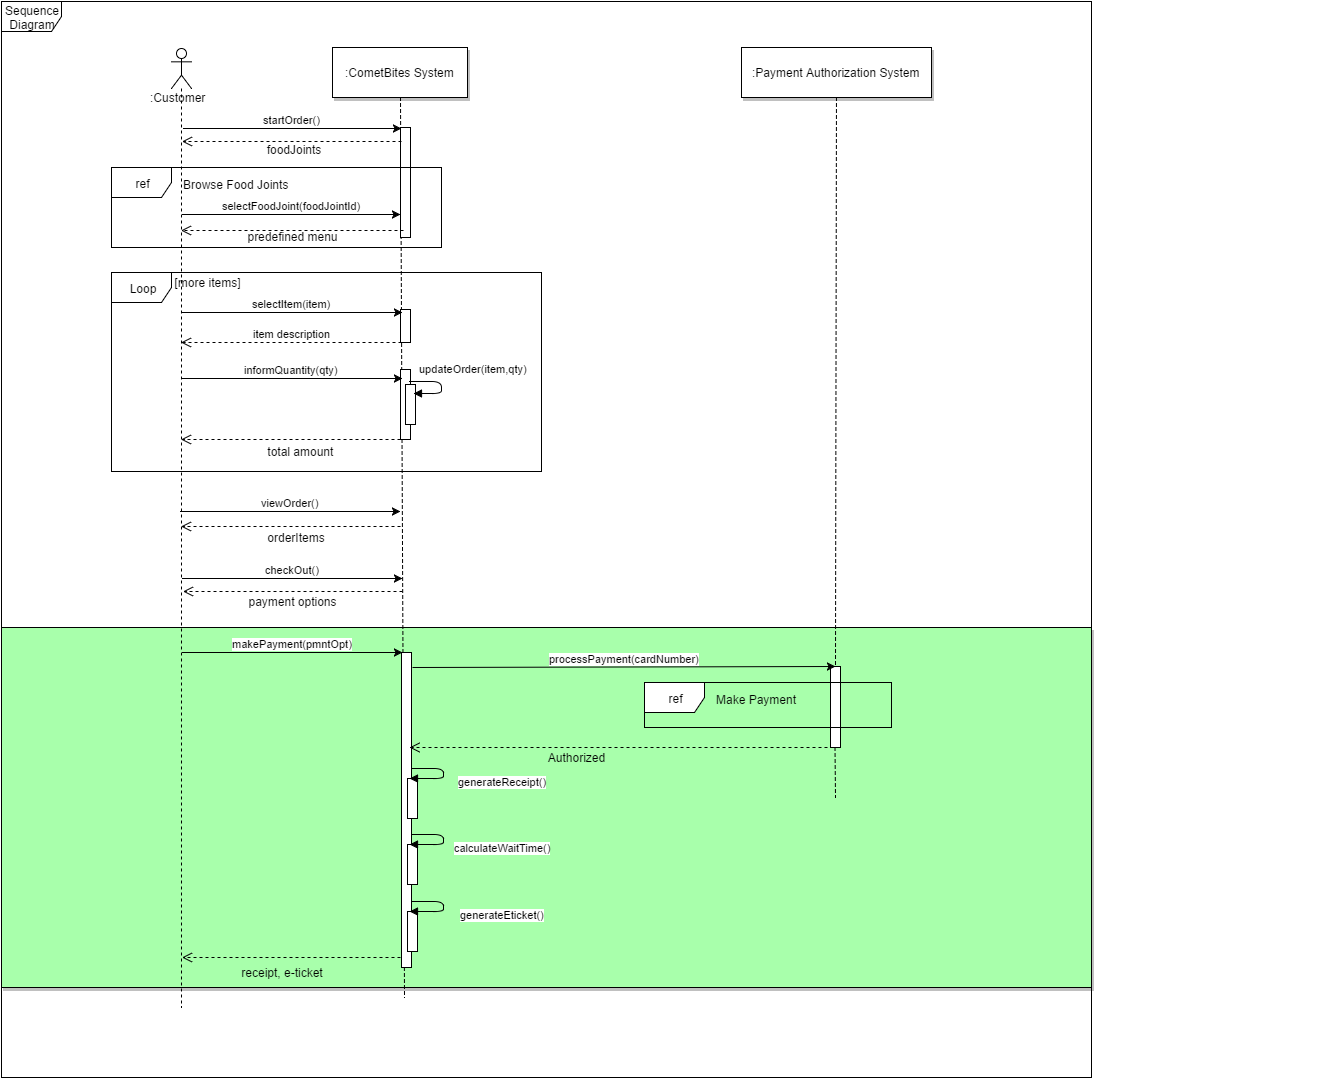 Sequence
Diagram
:Customer
:CometBites System
:Payment Authorization System
startOrder()
foodJoints
ref
Browse Food Joints
selectFoodJoint(foodJointId)
predefined menu
Loop
[more items]
selectItem(item)
item description
informQuantity(qty)
updateOrder(item,qty)
total amount
viewOrder()
orderItems
checkOut()
payment options
makePayment(pmntOpt)
processPayment(cardNumber)
ref
Make Payment
Authorized
generateReceipt()
calculateWaitTime()
generateEticket()
receipt, e-ticket